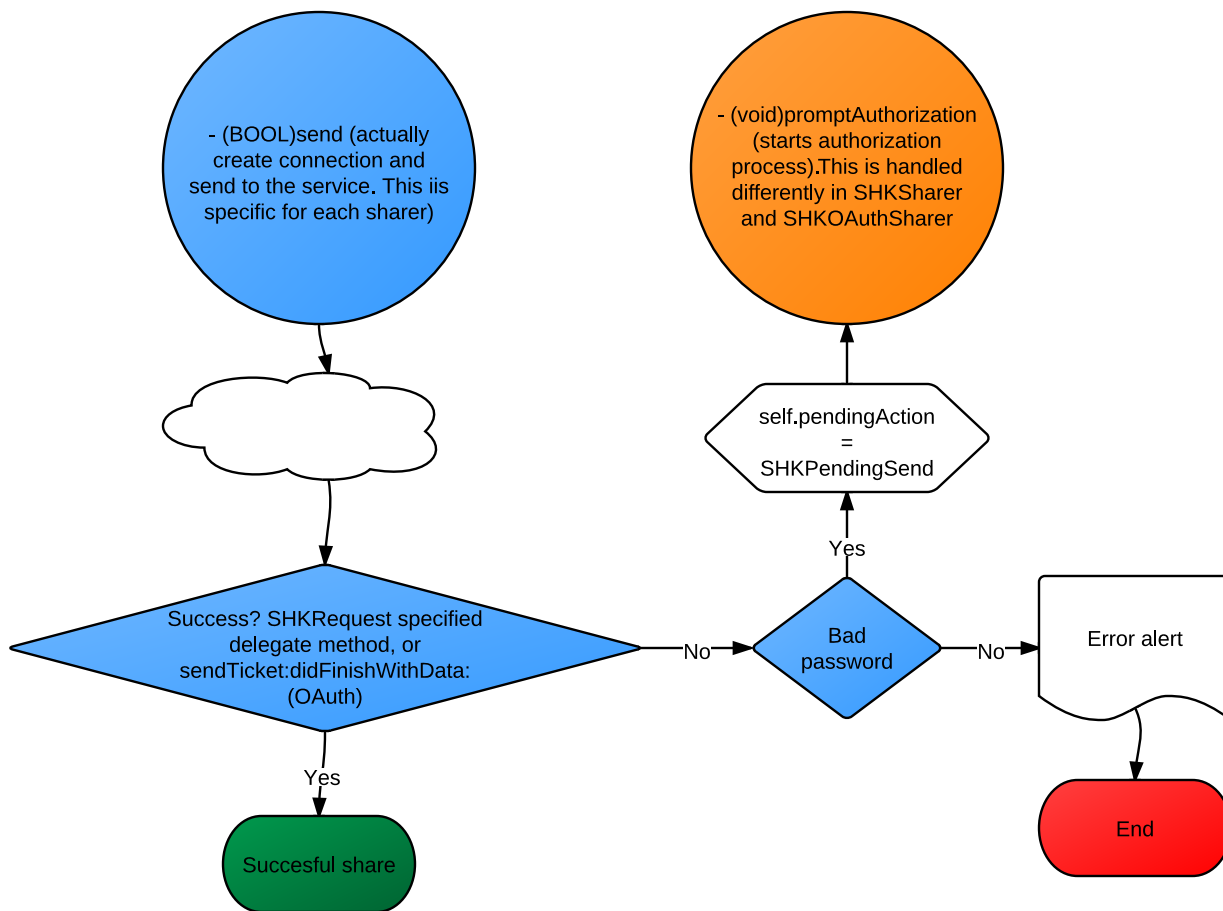 - (BOOL)send (actually
create connection and
send to the service. This iis
specific for each sharer)
- (void)promptAuthorization
(starts authorization
process).This is handled
differently in SHKSharer
and SHKOAuthSharer
self.pendingAction
=
SHKPendingSend
Yes
Success? SHKRequest specified
delegate method, or
sendTicket:didFinishWithData:
(OAuth)
No
Bad
password
No
Error alert
Yes
Succesful share
End